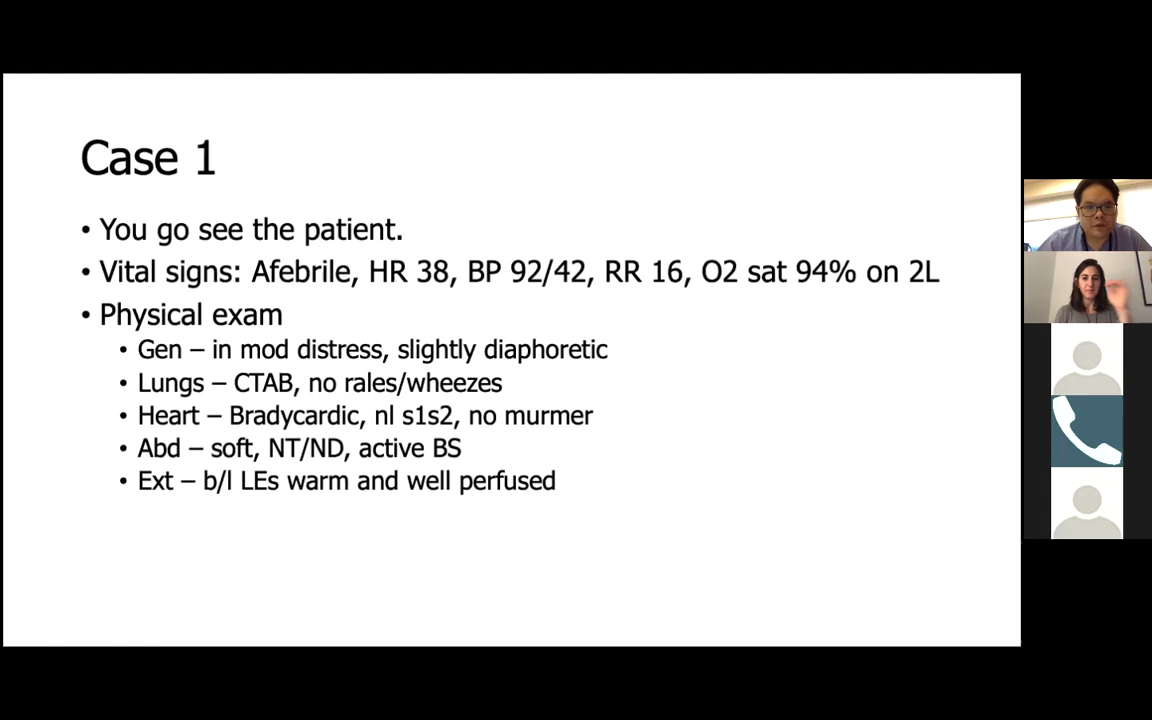 Case 1
• You go see the patient.
• Vital signs: Afebrile, HR 38, BP 92/42, RR 16, O2 sat 94% on 2L
• Physical exam
• Gen – in mod distress, slightly diaphoretic
• Lungs – CTAB, no rales/wheezes
• Heart – Bradycardic, nl s1s2, no murmer
• Abd – soft, NT/ND, active BS
• Ext – b/l LEs warm and well perfused